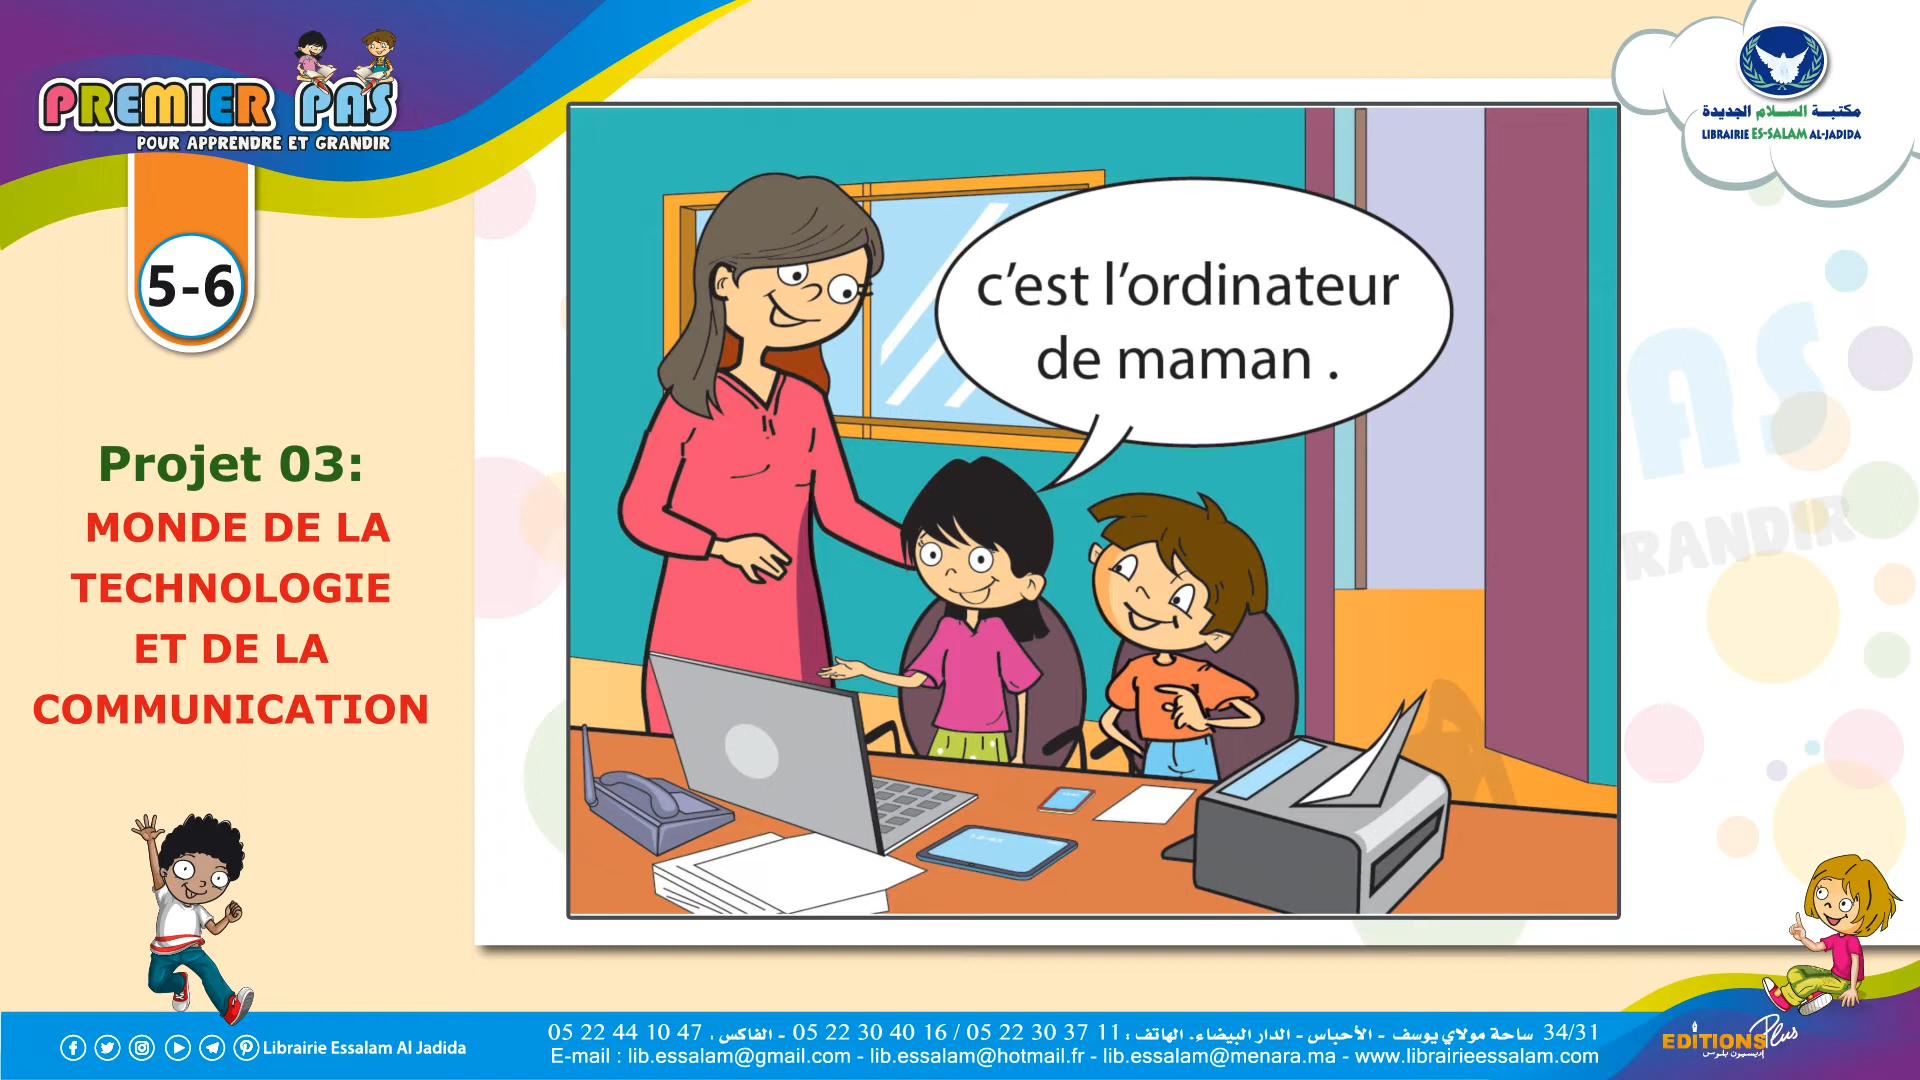 PREMIER PAS
POUR APPRENDRE ET GRANDIR
5-6
Projet 03:
MONDE DE LA
TECHNOLOGIE
ET DE LA
COMMUNICATION
c'est l'ordinateur
de maman .
مكتبة السلام الجديدة
LIBRAIRIE ES-SALAM AL-JADIDA
AS
RANDIR
Librairie Essalam Al Jadida
34/31 ساحة مولاي يوسف - الأحباس - الدار البيضاء. الهاتف : 11 37 30 22 05 / 16 40 30 22 05 - الفاكس : 47 10 44 22 05
E-mail : lib.essalam@gmail.com - lib.essalam@hotmail.fr - lib.essalam@menara.ma - www.librairieessalam.com
EDITIONS Plus
إديسيون بلوس